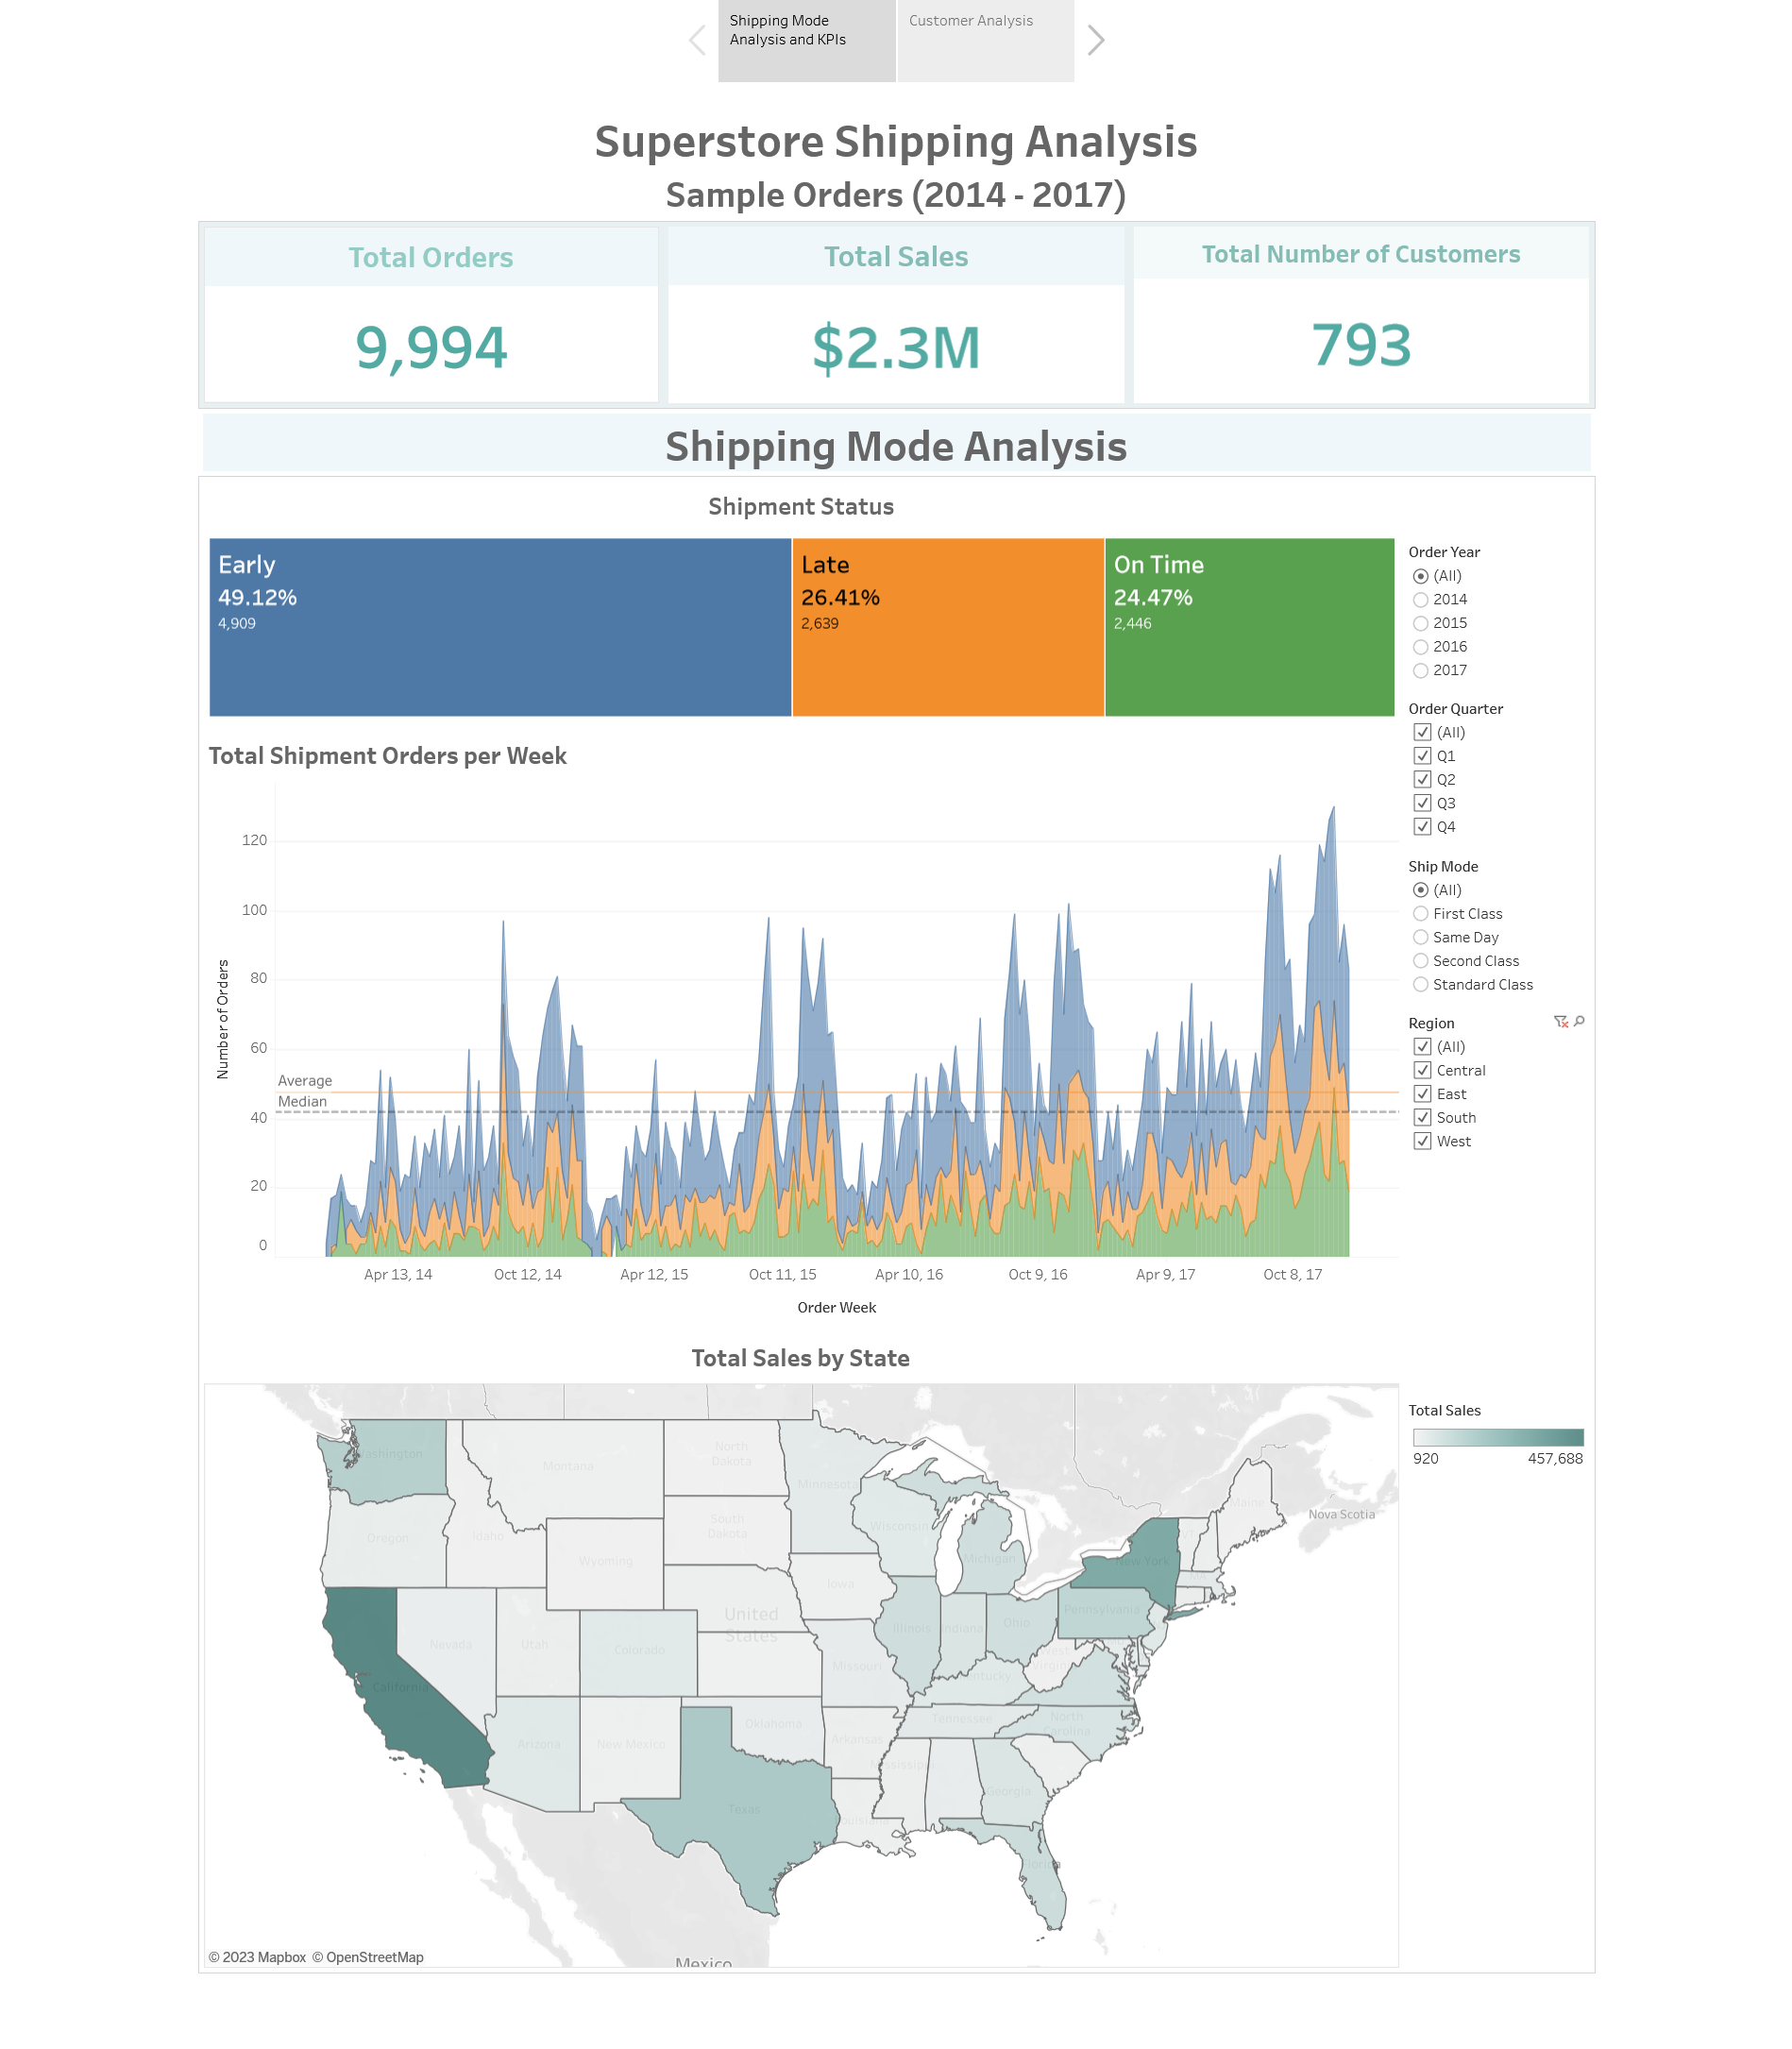 Shipping Mode
Analysis and KPIs
Customer Analysis
Superstore Shipping Analysis
Sample Orders (2014 - 2017)
Total Orders
9,994
Total Sales
$2.3M
Total Number of Customers
793
Shipping Mode Analysis
Shipment Status
Early
49.12%
4,909
Late
26.41%
2,639
On Time
24.47%
2,446
Order Year
(All)
2014
2015
2016
2017
Order Quarter
(All)
Q1
Q2
Q3
Q4
Ship Mode
(All)
First Class
Same Day
Second Class
Standard Class
Region
(All)
Central
East
South
West
Total Shipment Orders per Week
Number of Orders
120
100
80
60
40
20
0
Average
Median
Apr 13, 14
Oct 12, 14
Apr 12, 15
Oct 11, 15
Apr 10, 16
Oct 9, 16
Apr 9, 17
Oct 8, 17
Order Week
Total Sales by State
Total Sales
920
457,688
Montana
North
Dakota
Minnesota
Oregon
Idaho
South
Dakota
Wisconsin
Michigan
Maine
Nova Scotia
Wyoming
New York
Iowa
United
States
Nevada
Utah
Colorado
Illinois
Indiana
Ohio
Pennsylvania
California
Missouri
Arizona
New Mexico
Oklahoma
Arkansas
Tennessee
North
Carolina
Mississippi
Georgia
Texas
Florida
Mexico
© 2023 Mapbox © OpenStreetMap